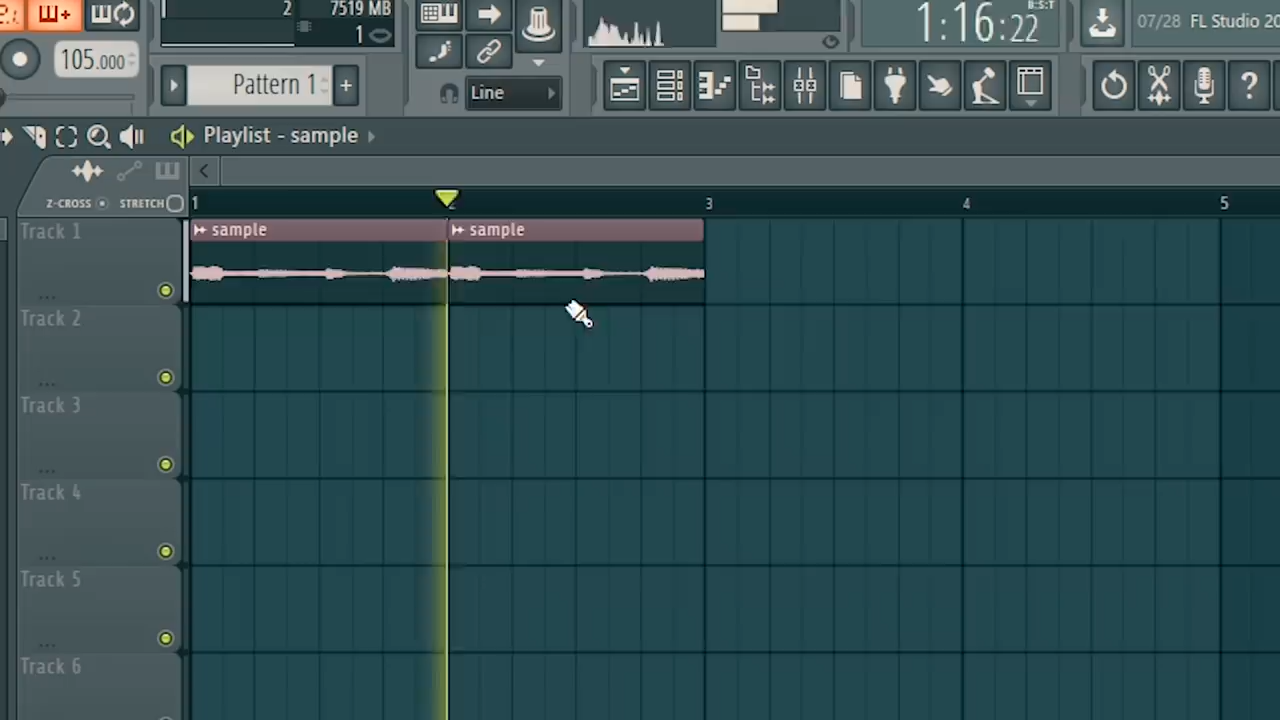 2
7519 MB
1
1:16:22
B:S:T
07/28 FL Studio 20
105.000
Pattern 1
+
Line
?
Playlist - sample
Z-CROSS
STRETCH
1
2
3
4
5
Track 1
sample
sample
...
Track 2
...
Track 3
...
Track 4
...
Track 5
...
Track 6